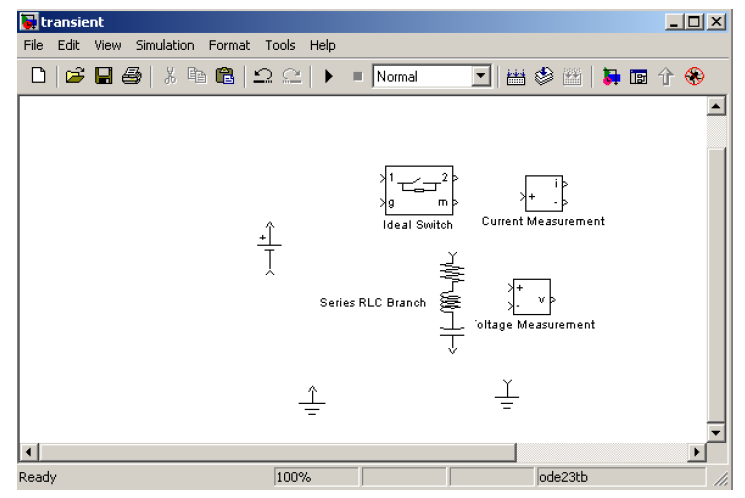 transient
File Edit View Simulation Format Tools Help
Normal
1 2
g m
Ideal Switch
i
+
-
Current Measurement
+
Series RLC Branch
+
- v
oltage Measurement
Ready 100% ode23tb